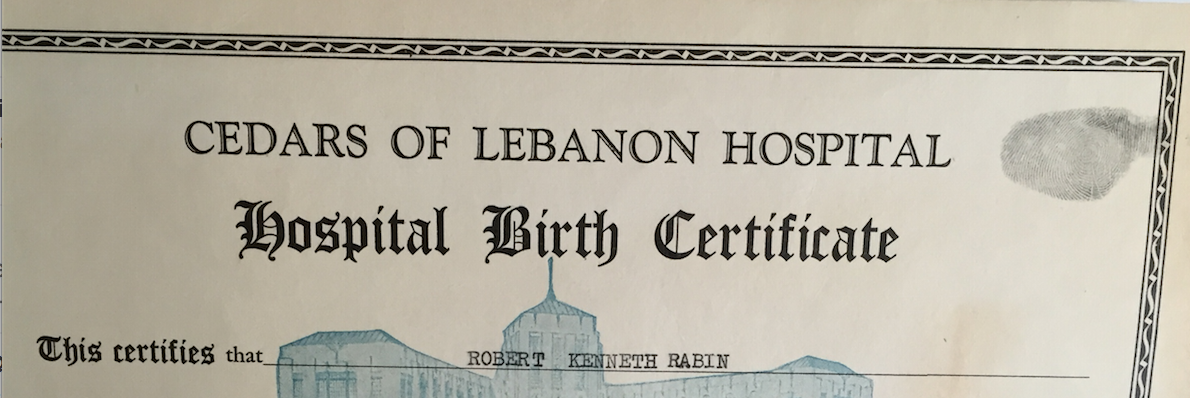 CEDARS OF LEBANON HOSPITAL
Hospital Birth Certificate
This certifies that ROBERT KENNETH RABIN